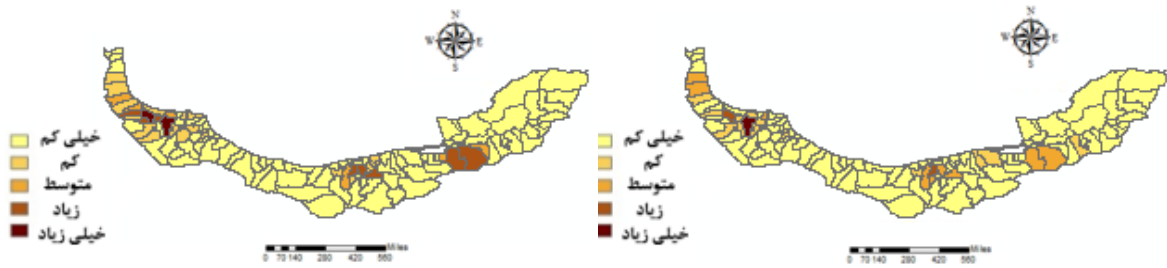 N
W E
S
خیلی کم
کم
متوسط
زیاد
خیلی زیاد
Miles
0 70 140 280 420 560
N
W E
S
خیلی کم
کم
متوسط
زیاد
خیلی زیاد
Miles
0 70 140 280 420 560